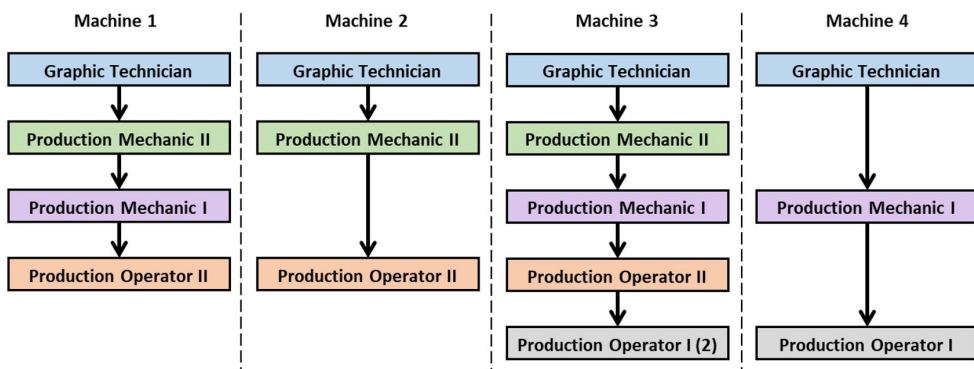 Machine 1
Machine 2
Machine 3
Machine 4
Graphic Technician
Graphic Technician
Graphic Technician
Graphic Technician
Production Mechanic II
Production Mechanic II
Production Mechanic II
Production Mechanic I
Production Mechanic I
Production Mechanic I
Production Operator II
Production Operator II
Production Operator II
Production Operator I (2)
Production Operator I